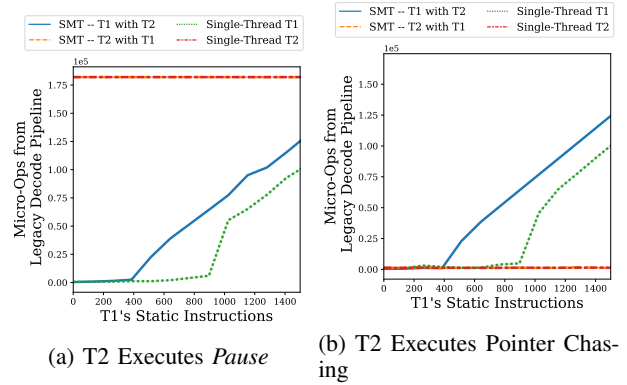 SMT -- T1 with T2
Single-Thread T1
SMT -- T2 with T1
Single-Thread T2
1e5
1.75
1.50
1.25
1.00
0.75
0.50
0.25
0.00
Micro-Ops from
Legacy Decode Pipeline
0 200 400 600 800 1000 1200 1400
T1's Static Instructions
(a) T2 Executes Pause
SMT -- T1 with T2
Single-Thread T1
SMT -- T2 with T1
Single-Thread T2
1e5
1.50
1.25
1.00
0.75
0.50
0.25
0.00
Micro-Ops from
Legacy Decode Pipeline
0 200 400 600 800 1000 1200 1400
T1's Static Instructions
(b) T2 Executes Pointer Chas-
ing